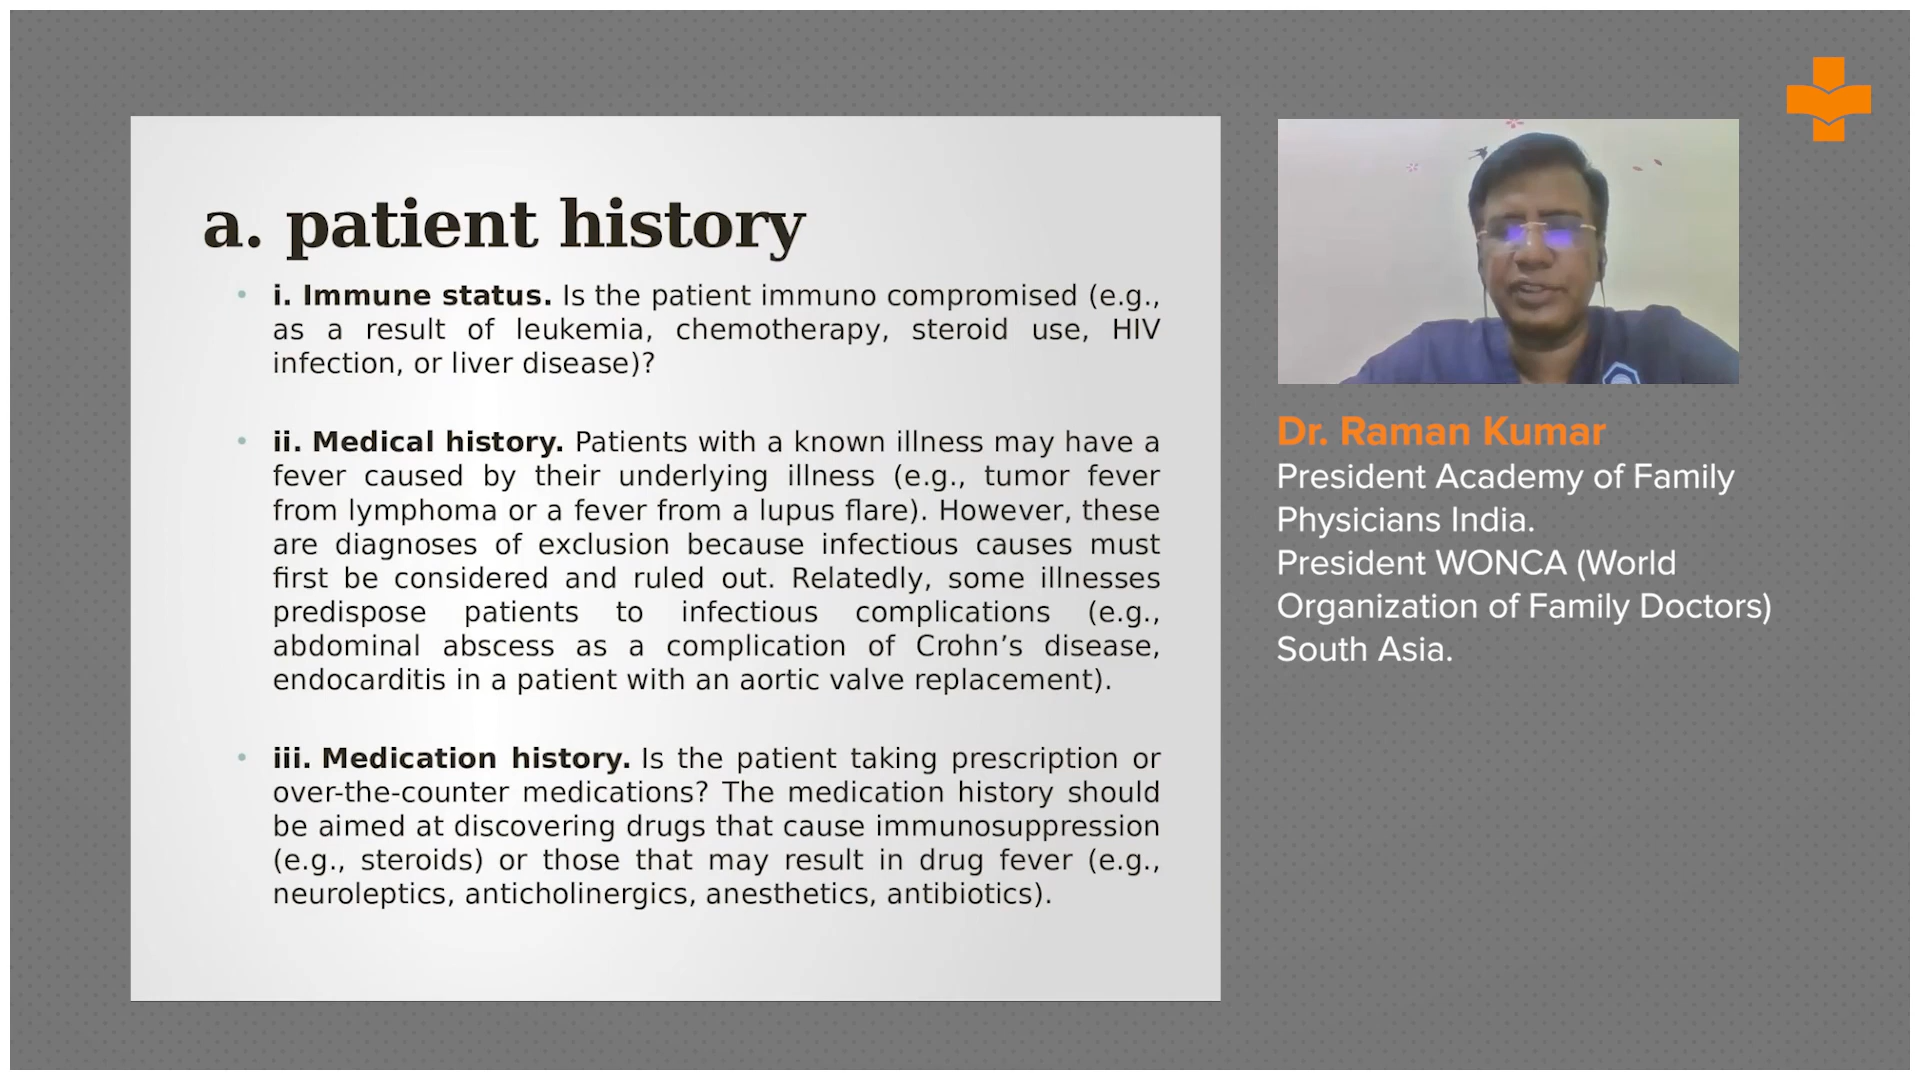 a. patient history
• i. Immune status. Is the patient immuno compromised (e.g.,
as a result of leukemia, chemotherapy, steroid use, HIV
infection, or liver disease)?
• ii. Medical history. Patients with a known illness may have a
fever caused by their underlying illness (e.g., tumor fever
from lymphoma or a fever from a lupus flare). However, these
are diagnoses of exclusion because infectious causes must
first be considered and ruled out. Relatedly, some illnesses
predispose patients to infectious complications (e.g.,
abdominal abscess as a complication of Crohn’s disease,
endocarditis in a patient with an aortic valve replacement).
• iii. Medication history. Is the patient taking prescription or
over-the-counter medications? The medication history should
be aimed at discovering drugs that cause immunosuppression
(e.g., steroids) or those that may result in drug fever (e.g.,
neuroleptics, anticholinergics, anesthetics, antibiotics).
Dr. Raman Kumar
President Academy of Family
Physicians India.
President WONCA (World
Organization of Family Doctors)
South Asia.